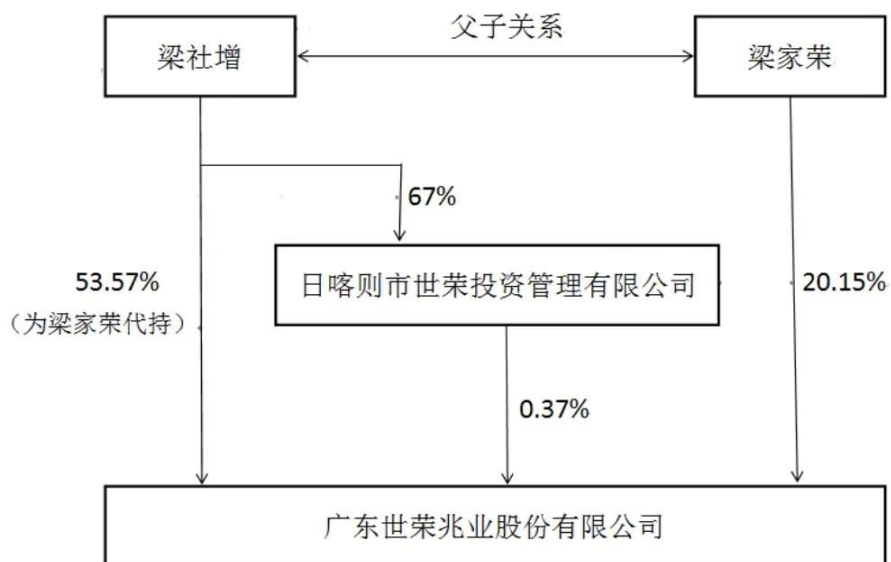 父子关系
梁社增
梁家荣
67%
53.57%
（为梁家荣代持）
日喀则市世荣投资管理有限公司
20.15%
0.37%
广东世荣兆业股份有限公司